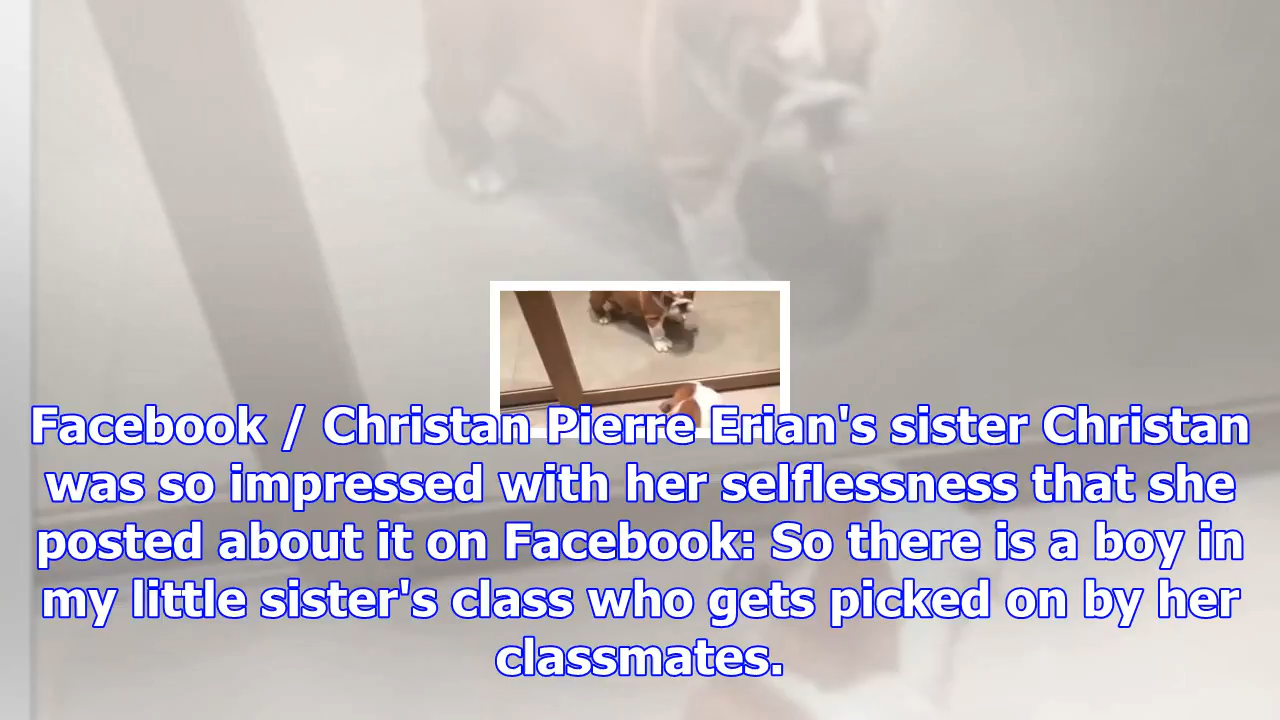 Facebook / Christan Pierre Erian's sister Christan
was so impressed with her selflessness that she
posted about it on Facebook: So there is a boy in
my little sister's class who gets picked on by her
classmates.